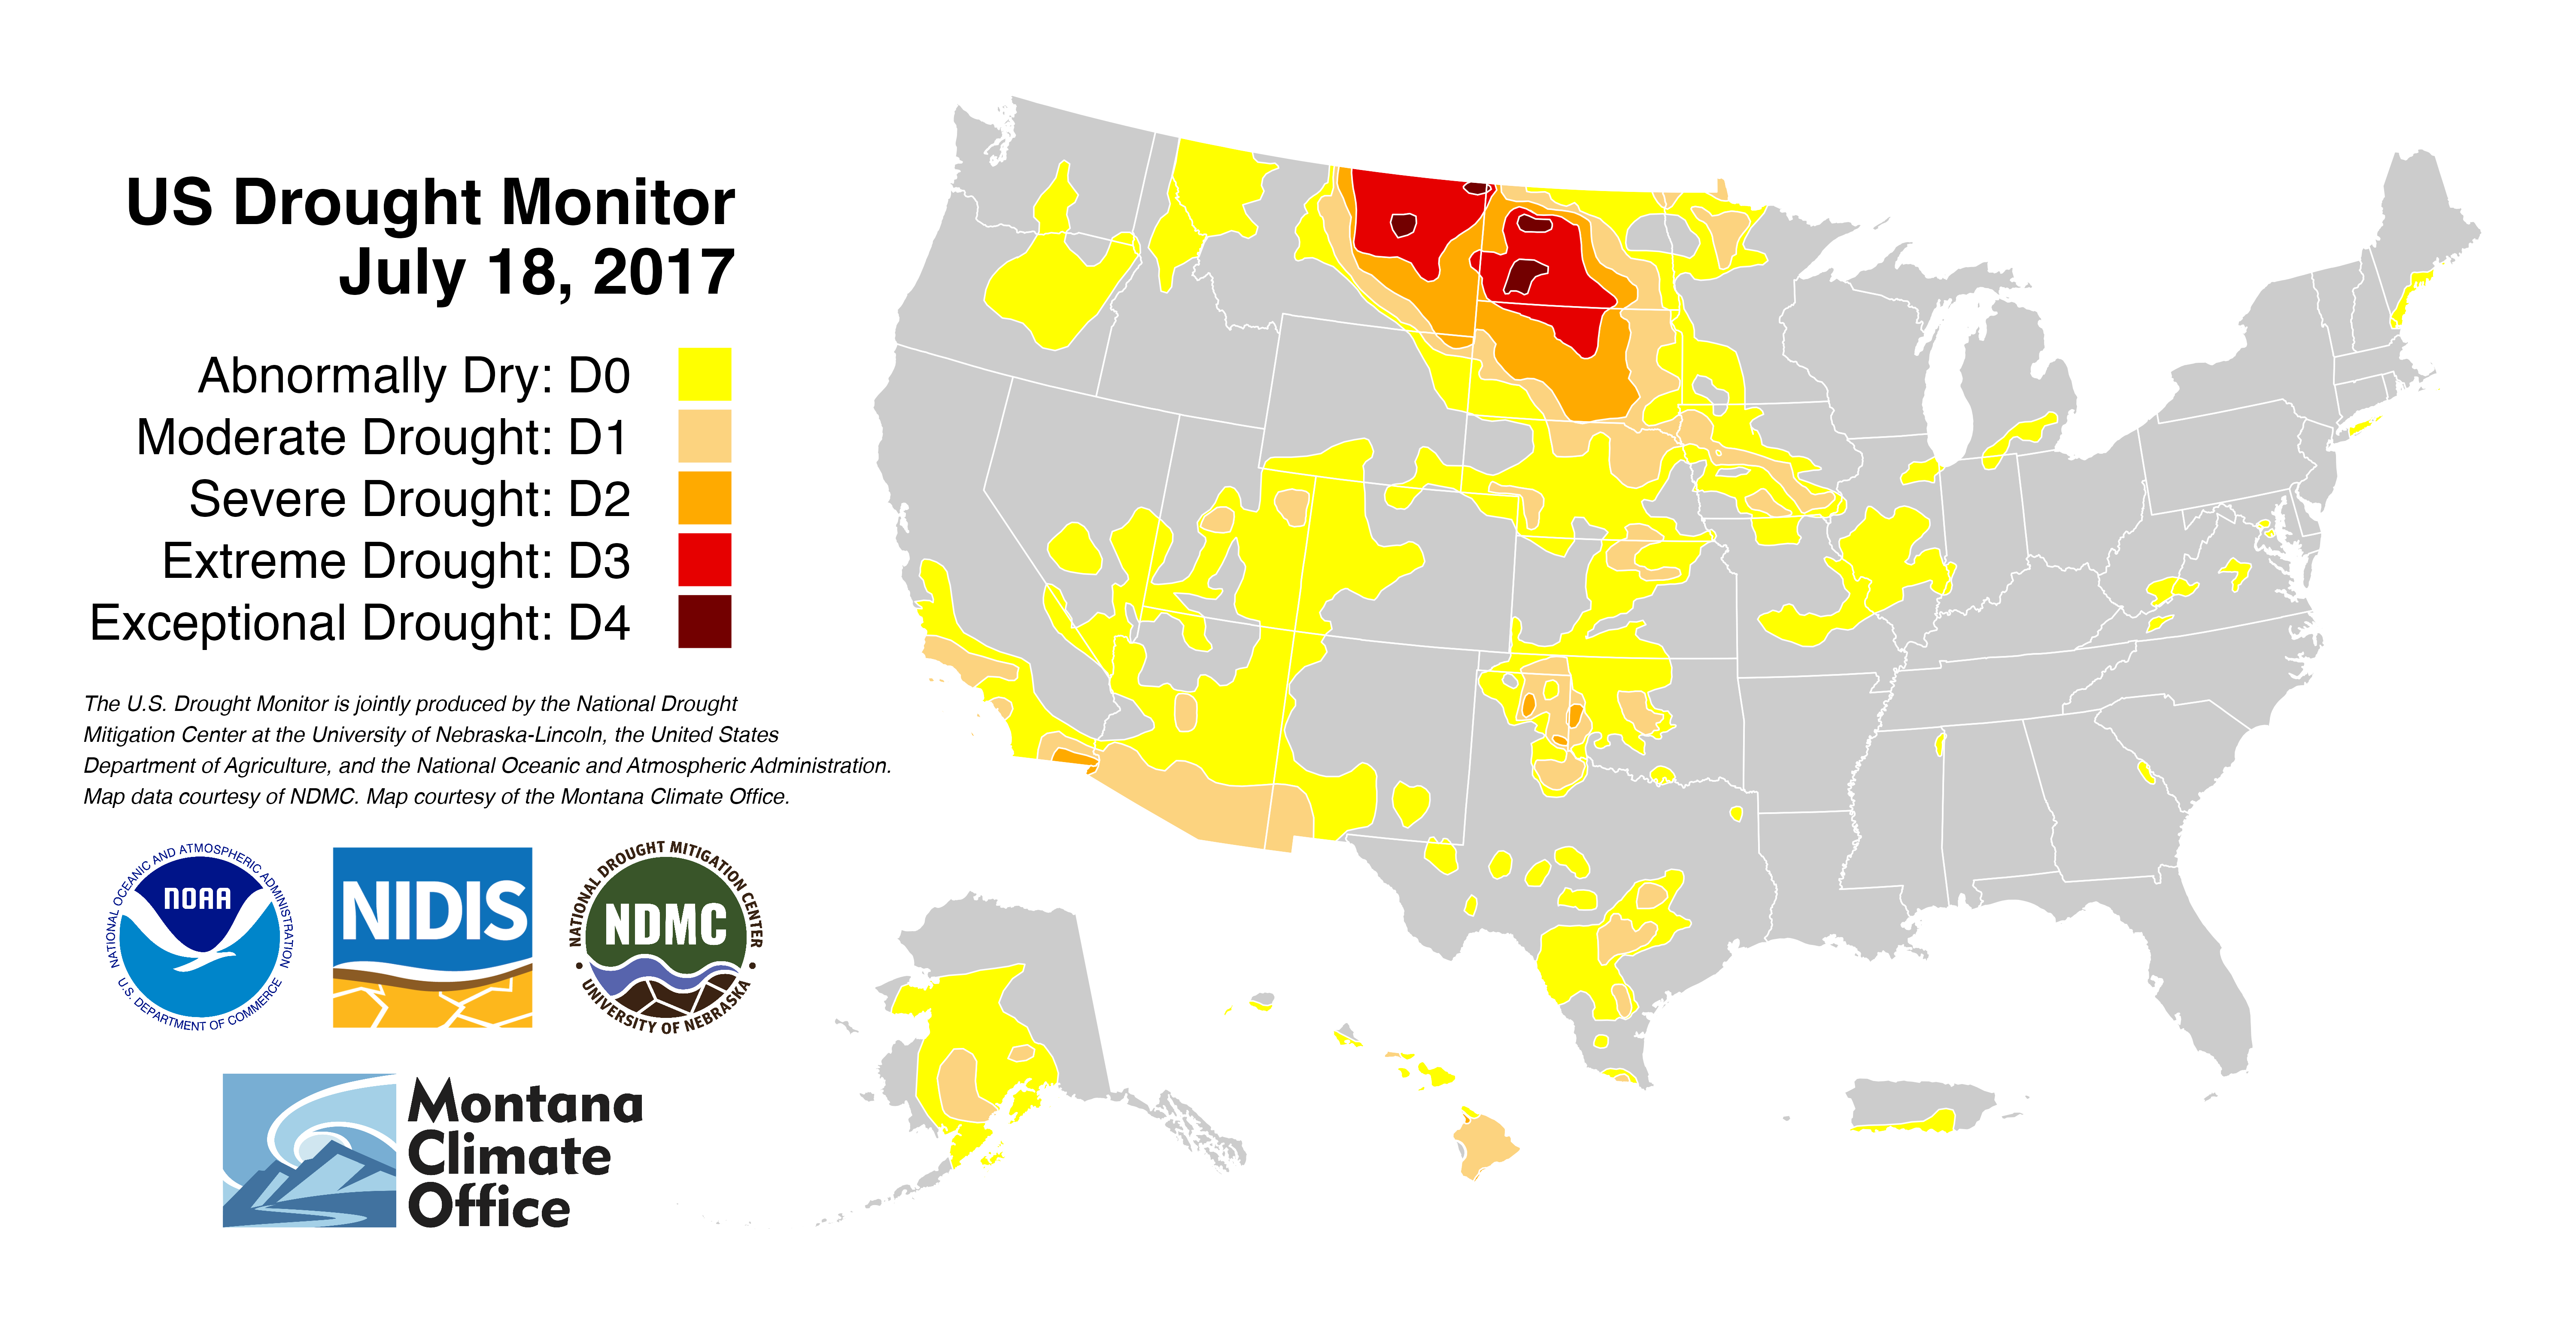 US Drought Monitor
July 18, 2017
Abnormally Dry: D0
Moderate Drought: D1
Severe Drought: D2
Extreme Drought: D3
Exceptional Drought: D4
The U.S. Drought Monitor is jointly produced by the National Drought
Mitigation Center at the University of Nebraska-Lincoln, the United States
Department of Agriculture, and the National Oceanic and Atmospheric Administration.
Map data courtesy of NDMC. Map courtesy of the Montana Climate Office.
NATIONAL OCEANIC AND ATMOSPHERIC ADMINISTRATION
NOAA
U.S. DEPARTMENT OF COMMERCE
NIDIS
NATIONAL DROUGHT MITIGATION CENTER
NDMC
• UNIVERSITY OF NEBRASKA •
Montana
Climate
Office